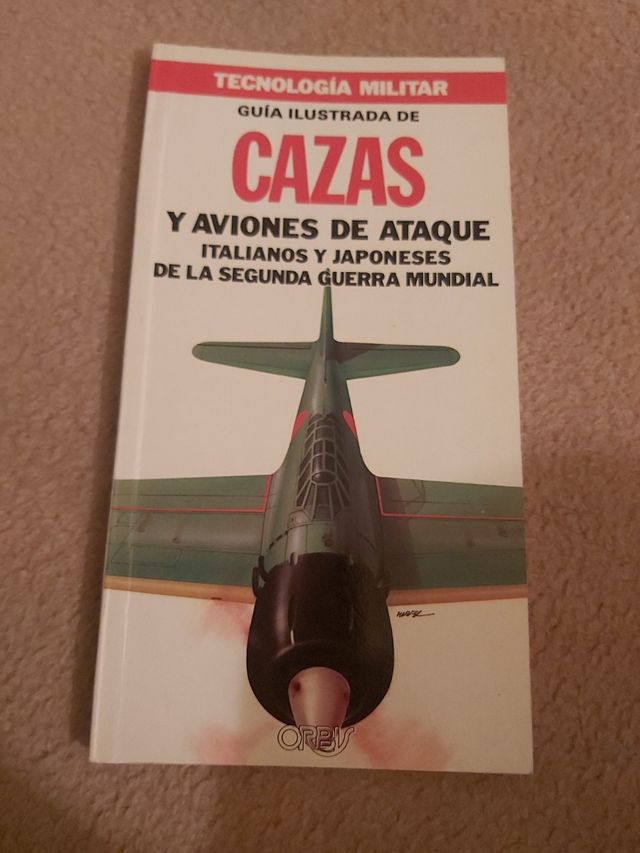 TECNOLOGÍA MILITAR
GUÍA ILUSTRADA DE
CAZAS
Y AVIONES DE ATAQUE
ITALIANOS Y JAPONESES
DE LA SEGUNDA GUERRA MUNDIAL
ORBIS